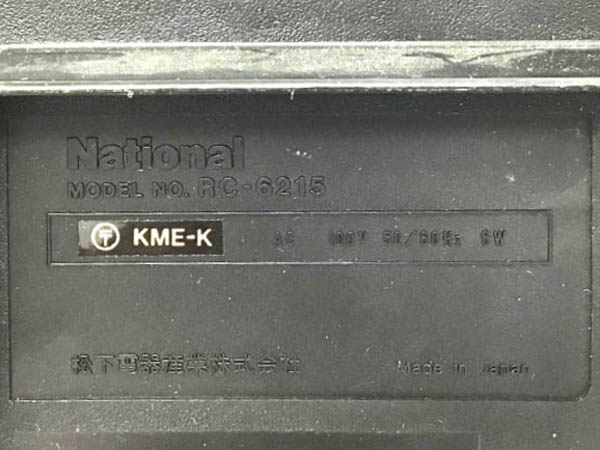 National
MODEL NO. RC-6215
〒 KME-K AC 100V 50/60Hz 6W
松下電器産業株式会社 Made in Japan